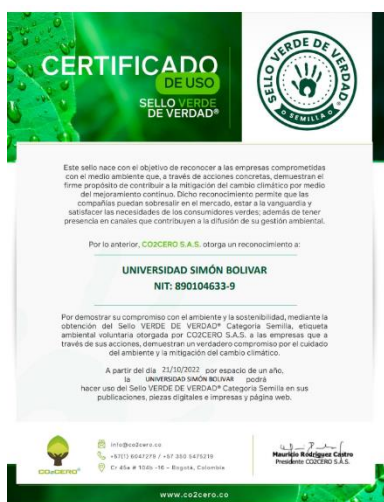 CERTIFICADO
DE USO
SELLO VERDE
DE VERDAD®
SELLO VERDE DE VERDAD
SEMILLA
Este sello nace con el objetivo de reconocer a las empresas comprometidas
con el medio ambiente que, a través de acciones concretas, demuestran el
firme propósito de contribuir a la mitigación del cambio climático por medio
del mejoramiento continuo. Dicho reconocimiento permite que las
compañías puedan sobresalir en el mercado, estar a la vanguardia y
satisfacer las necesidades de los consumidores verdes; además de tener
presencia en canales que contribuyen a la difusión de su gestión ambiental.
Por lo anterior, CO2CERO S.A.S. otorga un reconocimiento a:
UNIVERSIDAD SIMÓN BOLIVAR
NIT: 890104633-9
Por demostrar su compromiso con el ambiente y la sostenibilidad, mediante la
obtención del Sello VERDE DE VERDAD® Categoría Semilla, etiqueta
ambiental voluntaria otorgada por CO2CERO S.A.S. a las empresas que a
través de sus acciones, demuestran un verdadero compromiso por el cuidado
del ambiente y la mitigación del cambio climático.
A partir del día 21/10/2022 por espacio de un año,
la UNIVERSIDAD SIMÓN BOLIVAR podrá
hacer uso del Sello VERDE DE VERDAD® Categoría Semilla en sus
publicaciones, piezas digitales e impresas y página web.
CO2CERO®
info@co2cero.co
+57(1) 6047279 / +57 350 5475219
Cr 45a # 104b -16 – Bogota, Colombia
Mauricio Rodríguez Castro
Presidente CO2CERO S.A.S.
www.co2cero.co